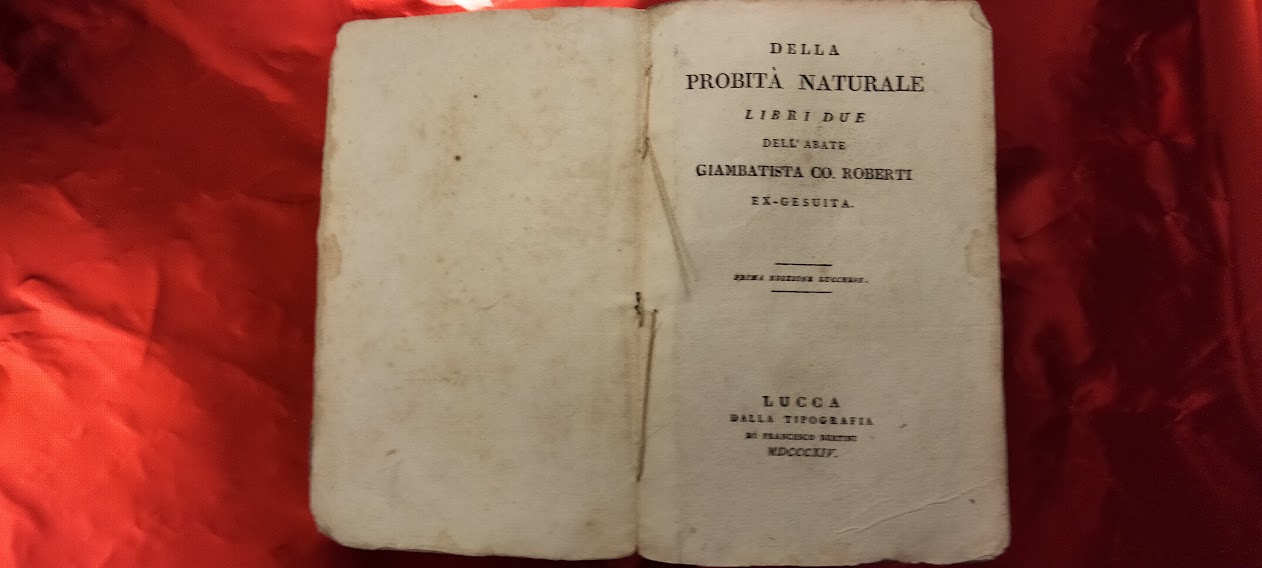 DELLA
PROBITÀ NATURALE
LIBRI DUE
DELL' ABATE
GIAMBATISTA CO. ROBERTI
EX-GESUITA.
PRIMA EDIZIONE LUCCHESE.
LUCCA
DALLA TIPOGRAFIA
DI FRANCESCO BERTINI
MDCCCXIV.